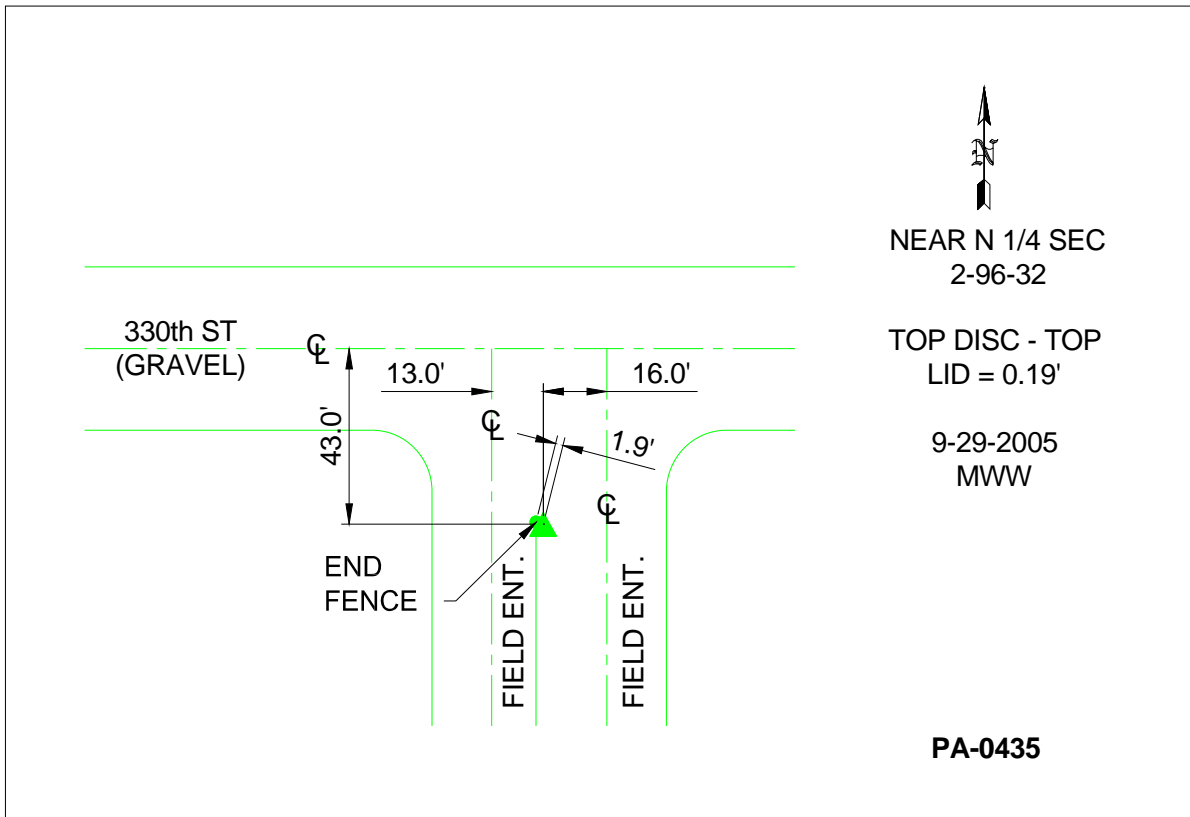 N
NEAR N 1/4 SEC
2-96-32
TOP DISC - TOP
LID = 0.19'
9-29-2005
MWW
330th ST
(GRAVEL)
℄
13.0'
16.0'
43.0'
℄
1.9'
℄
END
FENCE
FIELD ENT.
FIELD ENT.
PA-0435